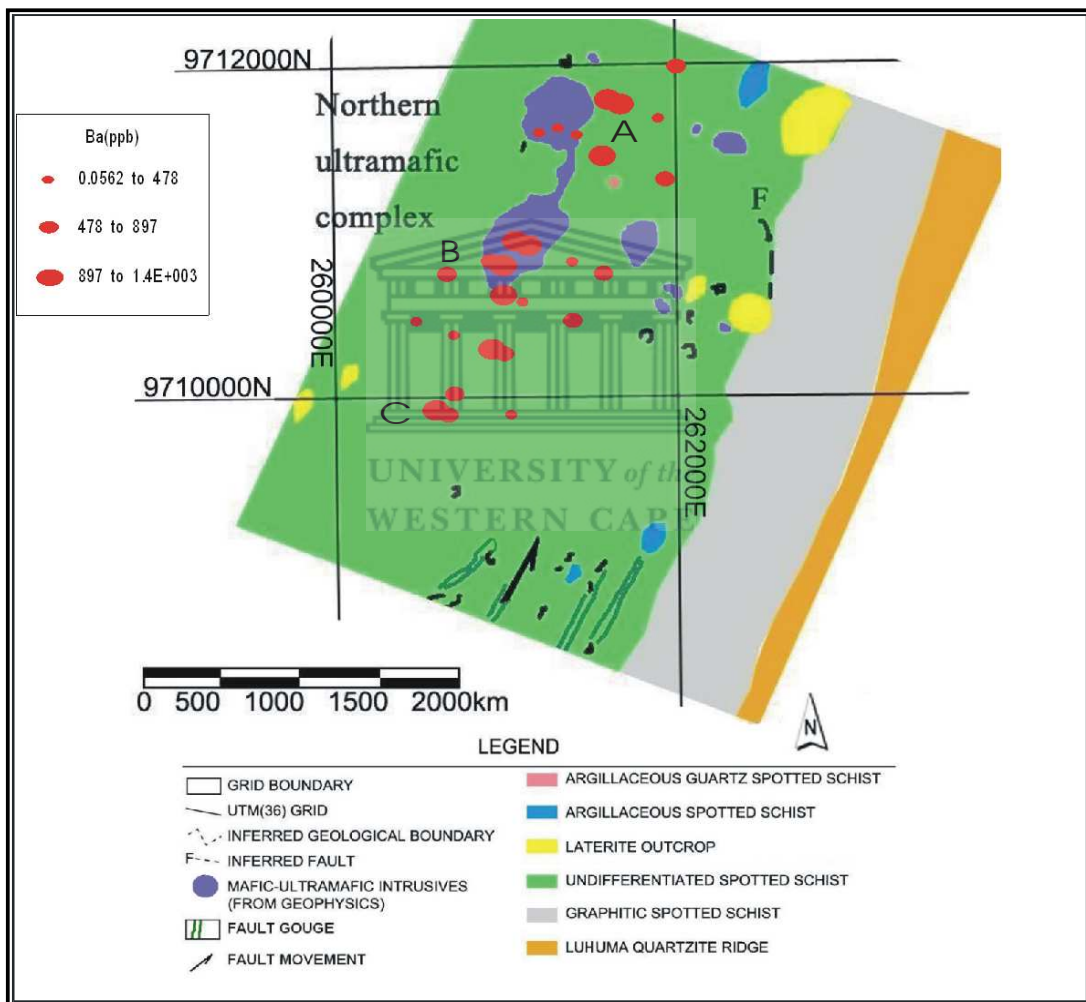 9712000N
Northern
ultramafic
complex
Ba(ppb)
0.0562 to 478
478 to 897
897 to 1.4E+003
A
B
C
F
260000E
9710000N
262000E
UNIVERSITY of the
WESTERN CAPE
0 500 1000 1500 2000km
N
LEGEND
GRID BOUNDARY
UTM(36) GRID
INFERRED GEOLOGICAL BOUNDARY
F INFERRED FAULT
MAFIC-ULTRAMAFIC INTRUSIVES
(FROM GEOPHYSICS)
FAULT GOUGE
FAULT MOVEMENT
ARGILLACEOUS GUARTZ SPOTTED SCHIST
ARGILLACEOUS SPOTTED SCHIST
LATERITE OUTCROP
UNDIFFERENTIATED SPOTTED SCHIST
GRAPHITIC SPOTTED SCHIST
LUHUMA QUARTZITE RIDGE